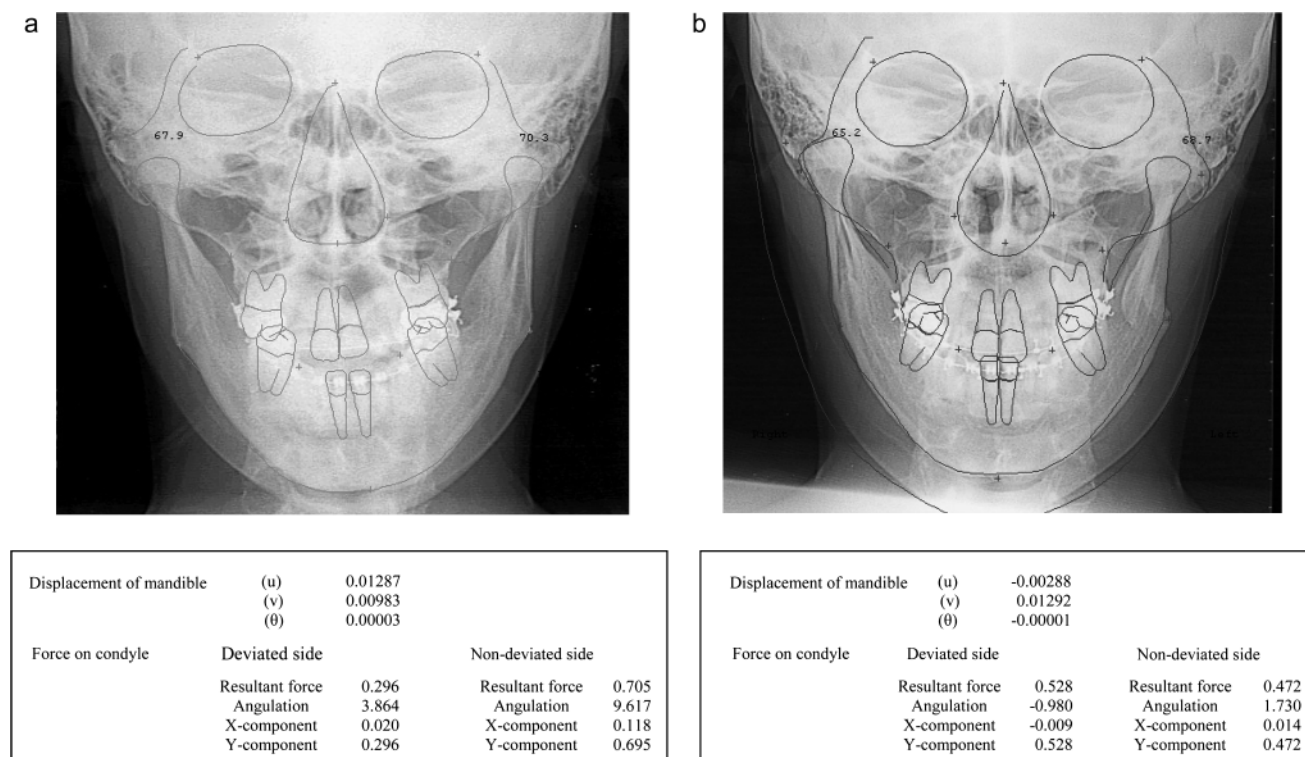 a
b
67.9
70.3
65.2
68.7
Right
Left
Displacement of mandible (u) 0.01287
(v) 0.00983
(θ) 0.00003
Force on condyle Deviated side Non-deviated side
Resultant force 0.296 Resultant force 0.705
Angulation 3.864 Angulation 9.617
X-component 0.020 X-component 0.118
Y-component 0.296 Y-component 0.695
Displacement of mandible (u) -0.00288
(v) 0.01292
(θ) -0.00001
Force on condyle Deviated side Non-deviated side
Resultant force 0.528 Resultant force 0.472
Angulation -0.980 Angulation 1.730
X-component -0.009 X-component 0.014
Y-component 0.528 Y-component 0.472